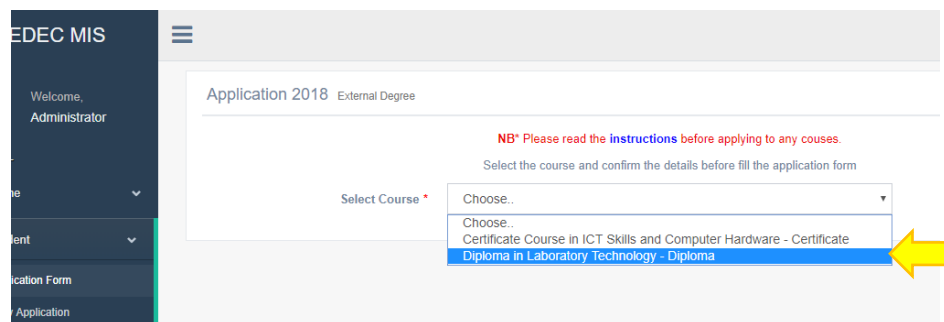 EDEC MIS
Welcome,
Administrator
Application Form
Application
Application 2018 External Degree
NB* Please read the instructions before applying to any couses.
Select the course and confirm the details before fill the application form
Select Course * Choose..
Choose..
Certificate Course in ICT Skills and Computer Hardware - Certificate
Diploma in Laboratory Technology - Diploma